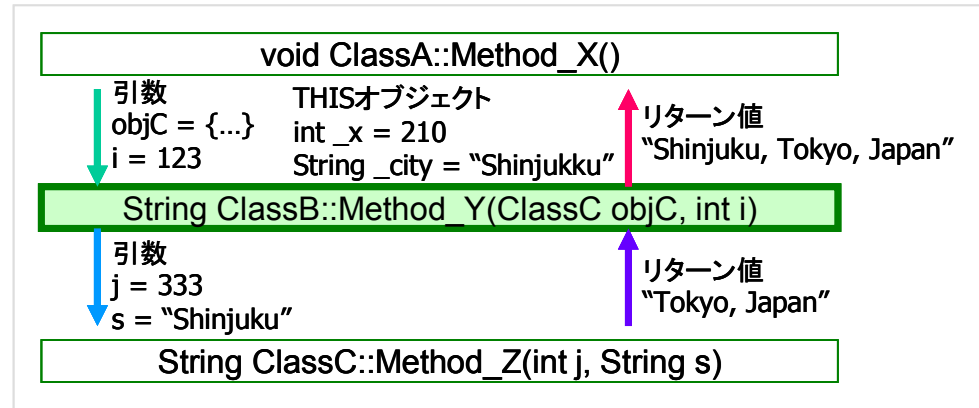 void ClassA::Method_X()
引数
objC = {...}
i = 123
THISオブジェクト
int _x = 210
String _city = “Shinjukku”
リターン値
“Shinjuku, Tokyo, Japan”
String ClassB::Method_Y(ClassC objC, int i)
引数
j = 333
s = “Shinjuku”
リターン値
“Tokyo, Japan”
String ClassC::Method_Z(int j, String s)